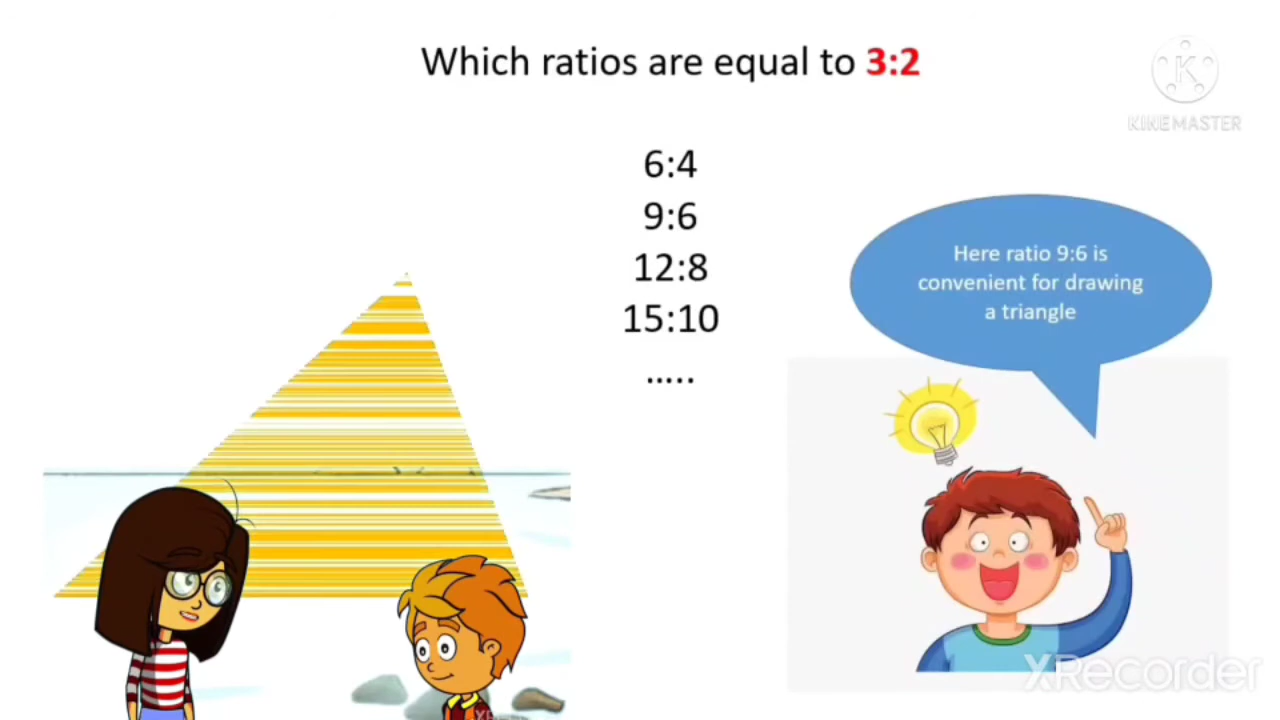 Which ratios are equal to 3:2
K
KINEMASTER
6:4
9:6
12:8
15:10
.....
Here ratio 9:6 is
convenient for drawing
a triangle
XRecorder